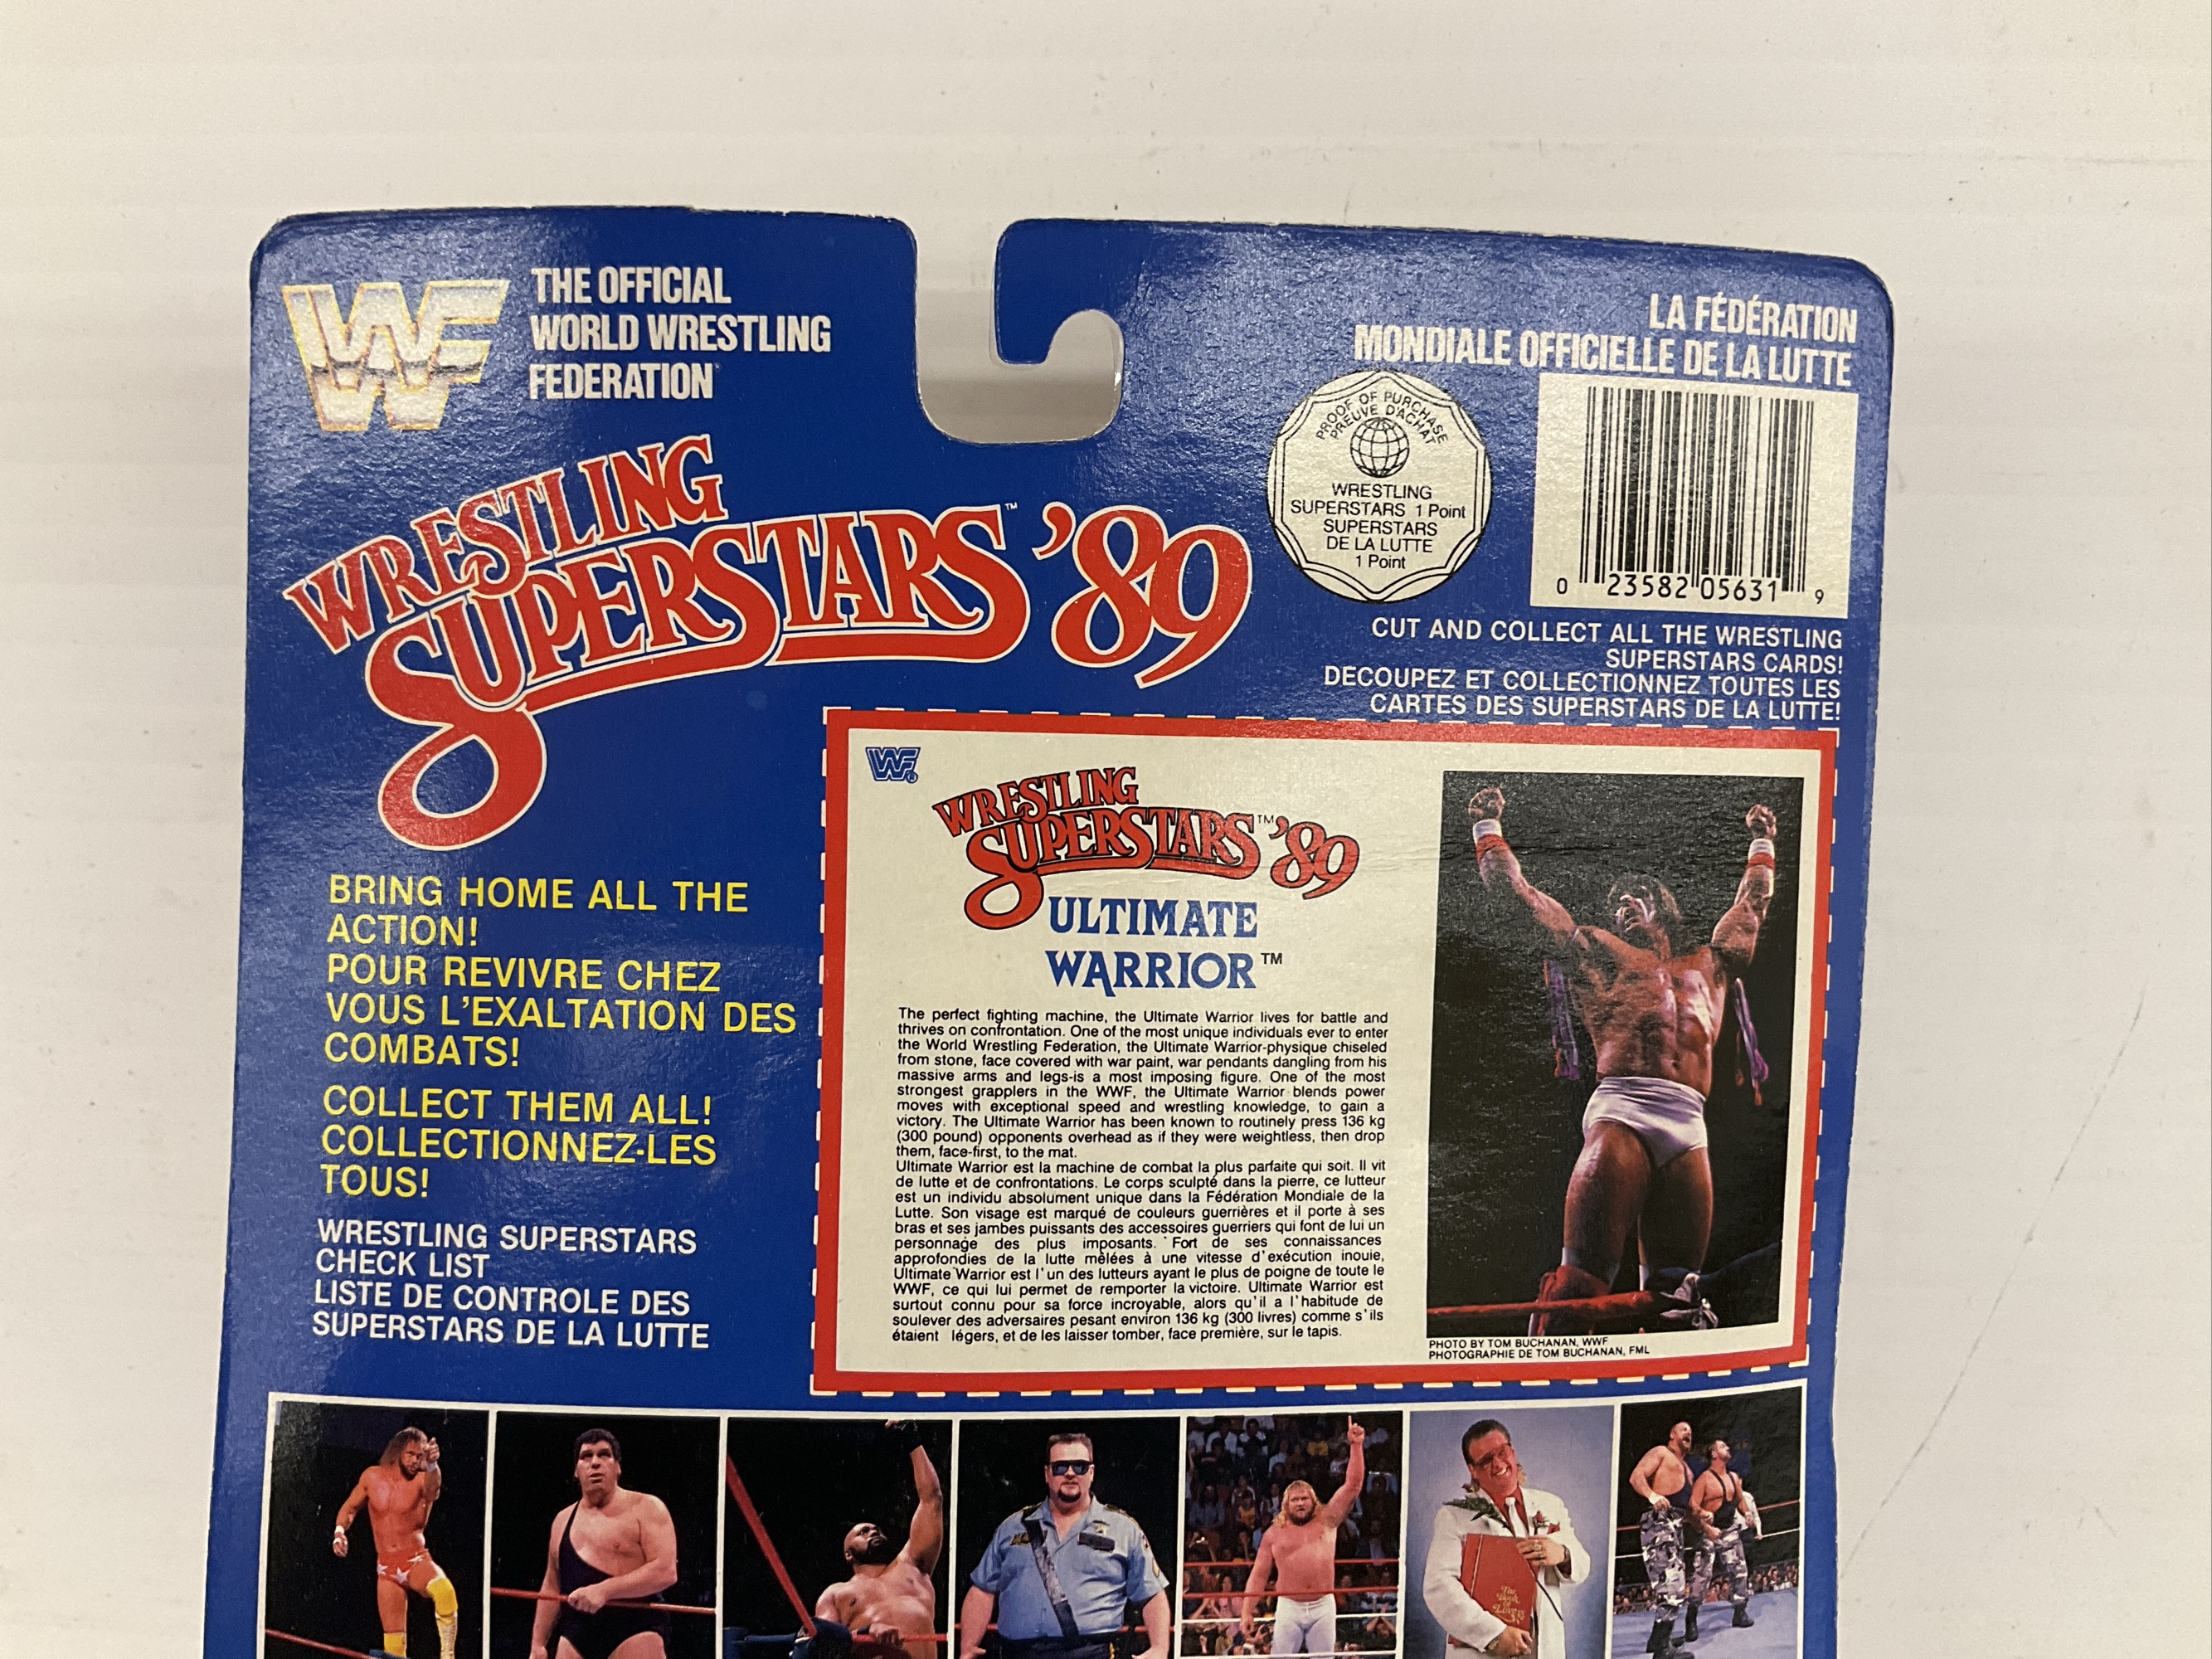 WF
THE OFFICIAL
WORLD WRESTLING
FEDERATION
LA FÉDÉRATION
MONDIALE OFFICIELLE DE LA LUTTE
PROOF OF PURCHASE
PREUVE D'ACHAT
WRESTLING
SUPERSTARS 1 Point
SUPERSTARS
DE LA LUTTE
1 Point
0 23582 05631 9
WRESTLING
SUPERSTARS™ '89
CUT AND COLLECT ALL THE WRESTLING
SUPERSTARS CARDS!
DECOUPEZ ET COLLECTIONNEZ TOUTES LES
CARTES DES SUPERSTARS DE LA LUTTE!
BRING HOME ALL THE
ACTION!
POUR REVIVRE CHEZ
VOUS L'EXALTATION DES
COMBATS!
COLLECT THEM ALL!
COLLECTIONNEZ-LES
TOUS!
WRESTLING SUPERSTARS
CHECK LIST
LISTE DE CONTROLE DES
SUPERSTARS DE LA LUTTE
WF®
WRESTLING
SUPERSTARS™ '89
ULTIMATE
WARRIOR™
The perfect fighting machine, the Ultimate Warrior lives for battle and
thrives on confrontation. One of the most unique individuals ever to enter
the World Wrestling Federation, the Ultimate Warrior-physique chiseled
from stone, face covered with war paint, war pendants dangling from his
massive arms and legs-is a most imposing figure. One of the most
strongest grapplers in the WWF, the Ultimate Warrior blends power
moves with exceptional speed and wrestling knowledge, to gain a
victory. The Ultimate Warrior has been known to routinely press 136 kg
(300 pound) opponents overhead as if they were weightless, then drop
them, face-first, to the mat.
Ultimate Warrior est la machine de combat la plus parfaite qui soit. Il vit
de lutte et de confrontations. Le corps sculpté dans la pierre, ce lutteur
est un individu absolument unique dans la Fédération Mondiale de la
Lutte. Son visage est marqué de couleurs guerrières et il porte à ses
bras et ses jambes puissants des accessoires guerriers qui font de lui un
personnage des plus imposants. Fort de ses connaissances
approfondies de la lutte mêlées à une vitesse d'exécution inouie,
Ultimate Warrior est l'un des lutteurs ayant le plus de poigne de toute le
WWF, ce qui lui permet de remporter la victoire. Ultimate Warrior est
surtout connu pour sa force incroyable, alors qu'il a l'habitude de
soulever des adversaires pesant environ 136 kg (300 livres) comme s'ils
étaient légers, et de les laisser tomber, face première, sur le tapis.
PHOTO BY TOM BUCHANAN, WWF
PHOTOGRAPHIE DE TOM BUCHANAN, FML
The
Book
of
Love